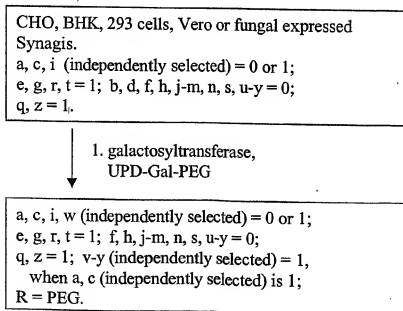 CHO, BHK, 293 cells, Vero or fungal expressed
Synagis.
a, c, i (independently selected) = 0 or 1;
e, g, r, t = 1; b, d, f, h, j-m, n, s, u-y = 0;
q, z = 1.
1. galactosyltransferase,
UPD-Gal-PEG
a, c, i, w (independently selected) = 0 or 1;
e, g, r, t = 1; f, h, j-m, n, s, u-y = 0;
q, z = 1; v-y (independently selected) = 1,
when a, c (independently selected) is 1;
R = PEG.